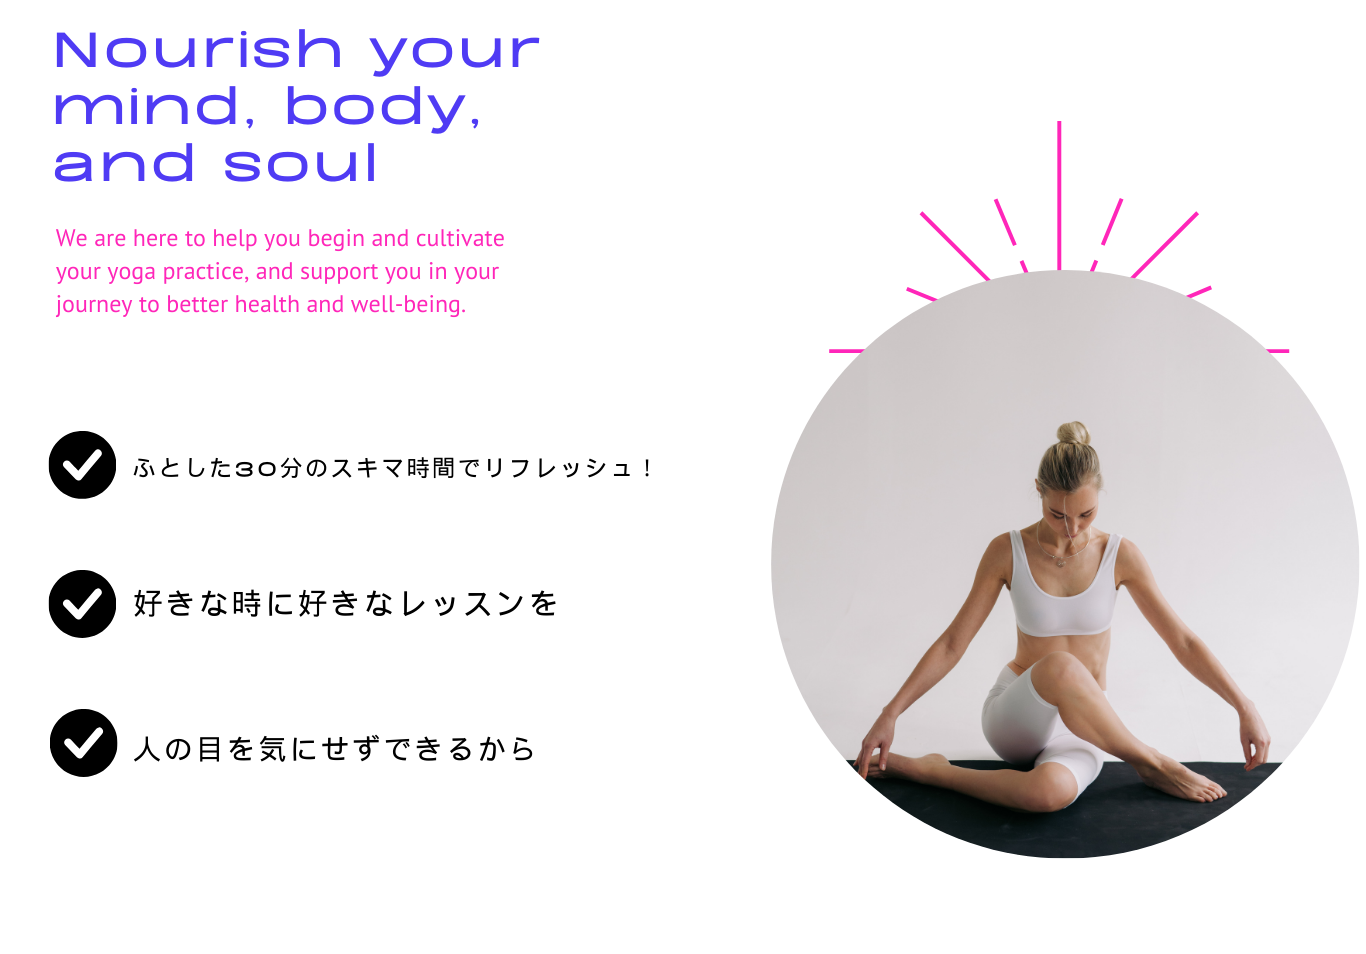 Nourish your
mind, body,
and soul
We are here to help you begin and cultivate
your yoga practice, and support you in your
journey to better health and well-being.
ふとした30分のスキマ時間でリフレッシュ！
好きな時に好きなレッスンを
人の目を気にせずできるから